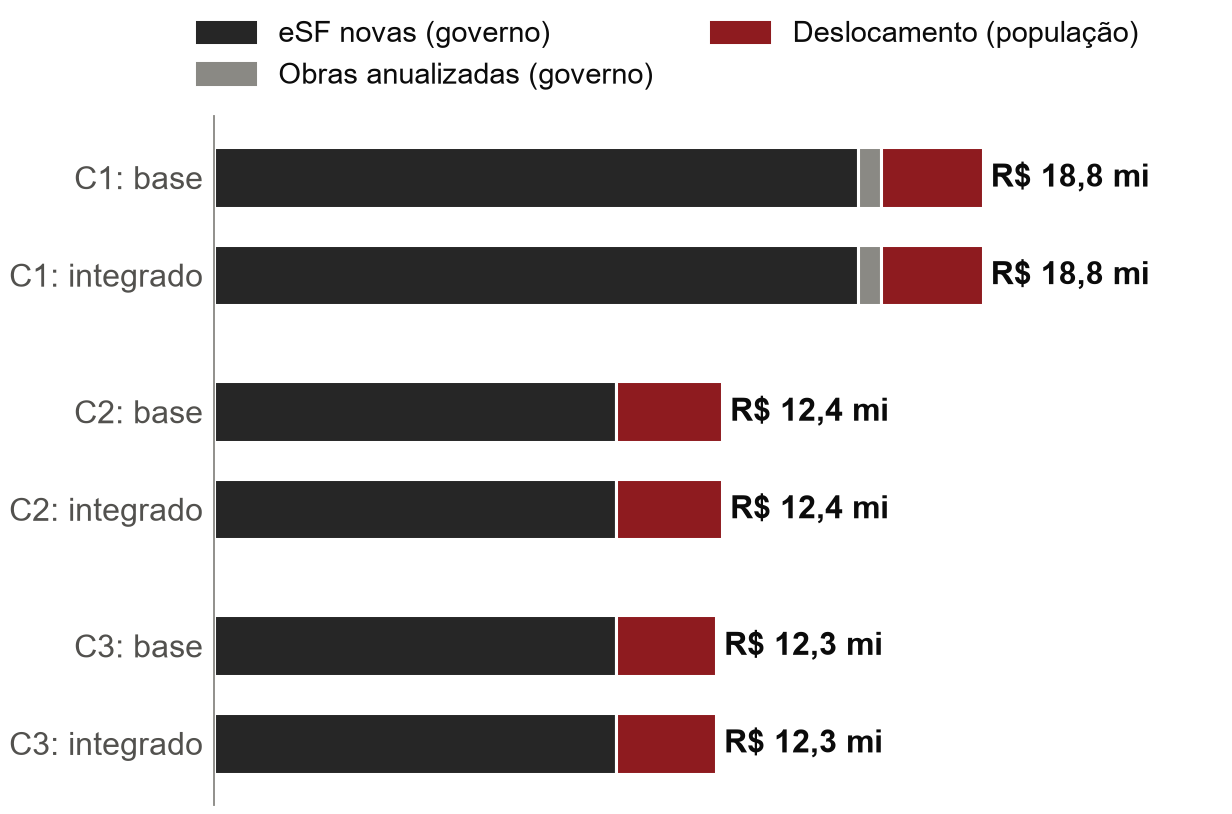 eSF novas (governo)
Deslocamento (população)
Obras anualizadas (governo)
C1: base R$ 18,8 mi
C1: integrado R$ 18,8 mi
C2: base R$ 12,4 mi
C2: integrado R$ 12,4 mi
C3: base R$ 12,3 mi
C3: integrado R$ 12,3 mi